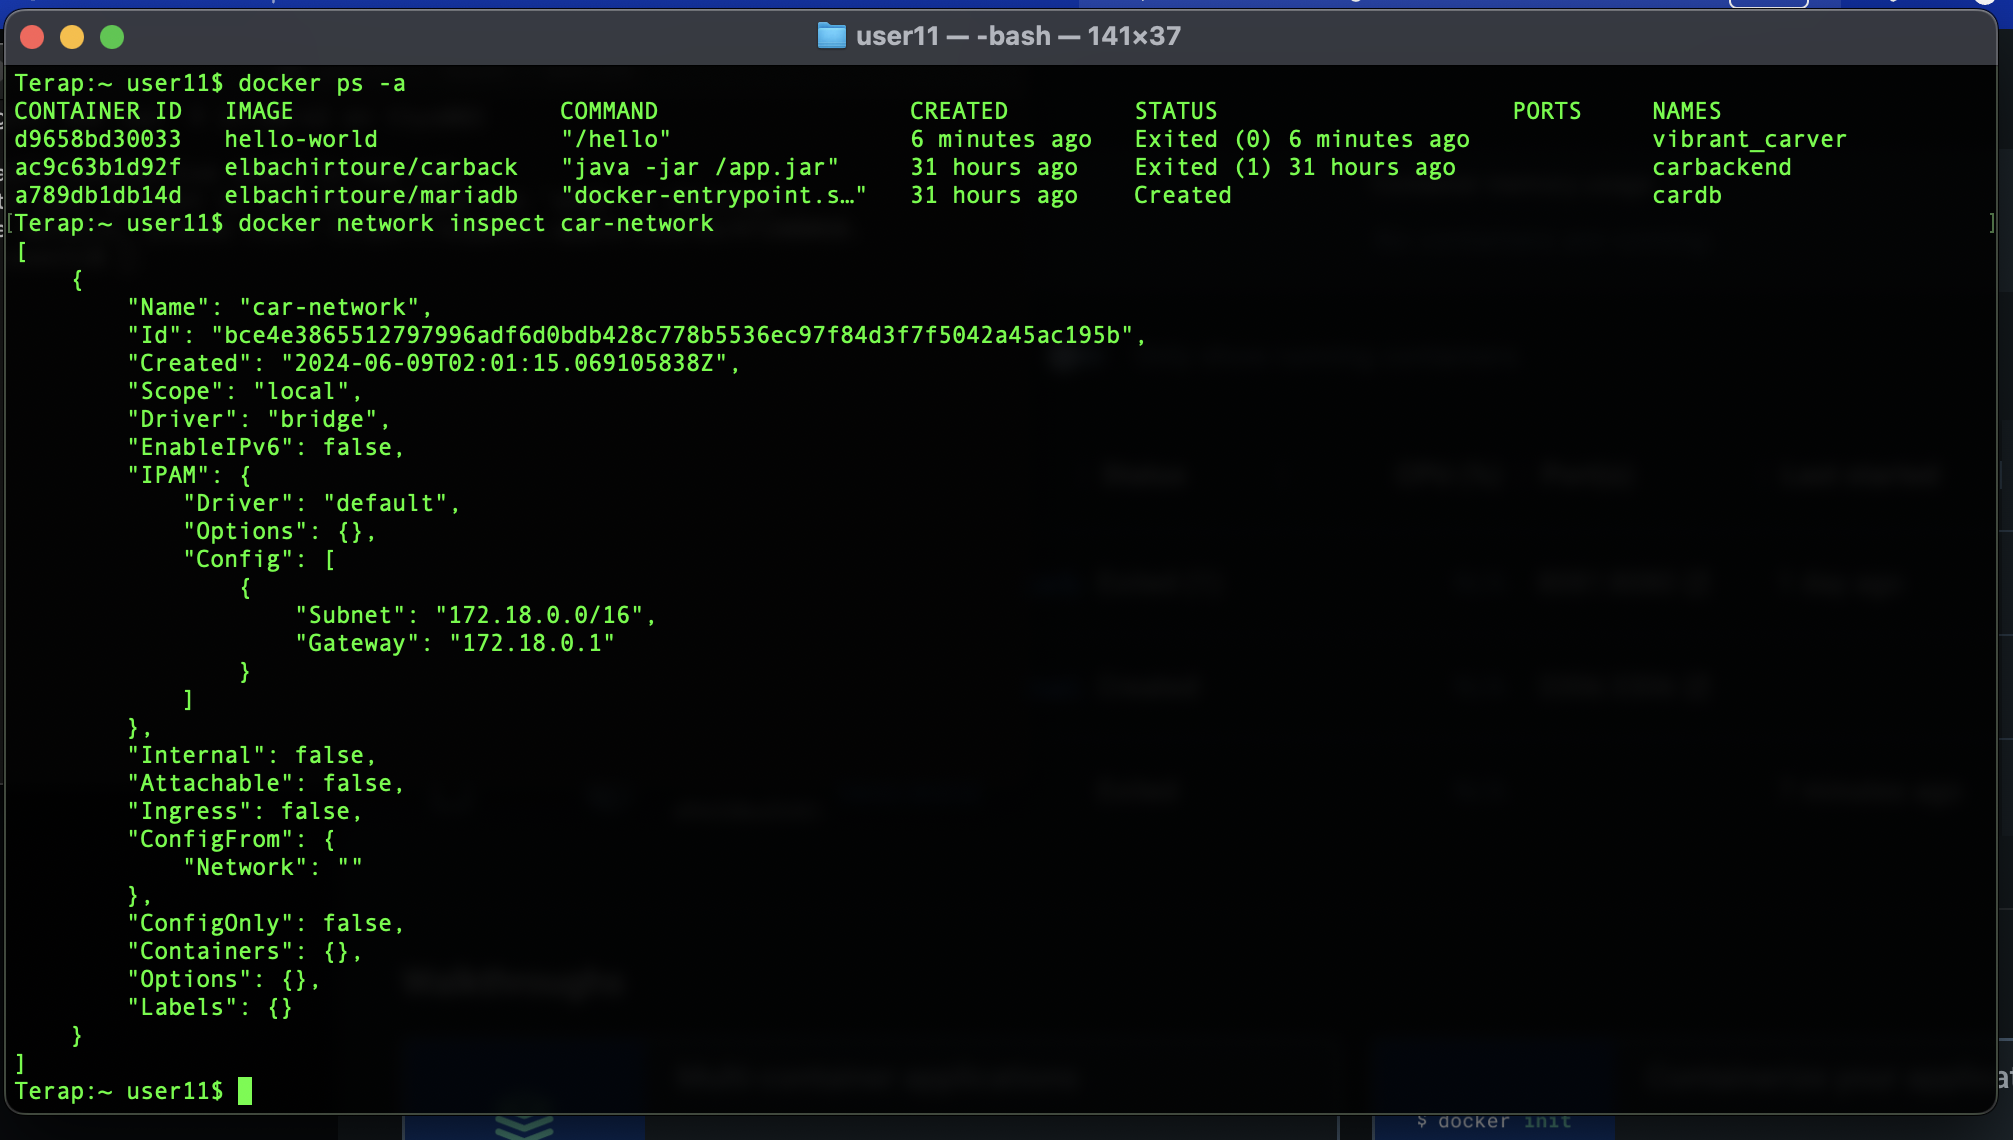 user11 — -bash — 141×37
Terap:~ user11$ docker ps -a
CONTAINER ID   IMAGE                   COMMAND                  CREATED         STATUS                     PORTS     NAMES
d9658bd30033   hello-world             "/hello"                 6 minutes ago   Exited (0) 6 minutes ago             vibrant_carver
ac9c63b1d92f   elbachirtoure/carback   "java -jar /app.jar"     31 hours ago    Exited (1) 31 hours ago              carbackend
a789db1db14d   elbachirtoure/mariadb   "docker-entrypoint.s…"   31 hours ago    Created                              cardb
[Terap:~ user11$ docker network inspect car-network ]
[
    {
        "Name": "car-network",
        "Id": "bce4e3865512797996adf6d0bdb428c778b5536ec97f84d3f7f5042a45ac195b",
        "Created": "2024-06-09T02:01:15.069105838Z",
        "Scope": "local",
        "Driver": "bridge",
        "EnableIPv6": false,
        "IPAM": {
            "Driver": "default",
            "Options": {},
            "Config": [
                {
                    "Subnet": "172.18.0.0/16",
                    "Gateway": "172.18.0.1"
                }
            ]
        },
        "Internal": false,
        "Attachable": false,
        "Ingress": false,
        "ConfigFrom": {
            "Network": ""
        },
        "ConfigOnly": false,
        "Containers": {},
        "Options": {},
        "Labels": {}
    }
]
Terap:~ user11$
$ docker init